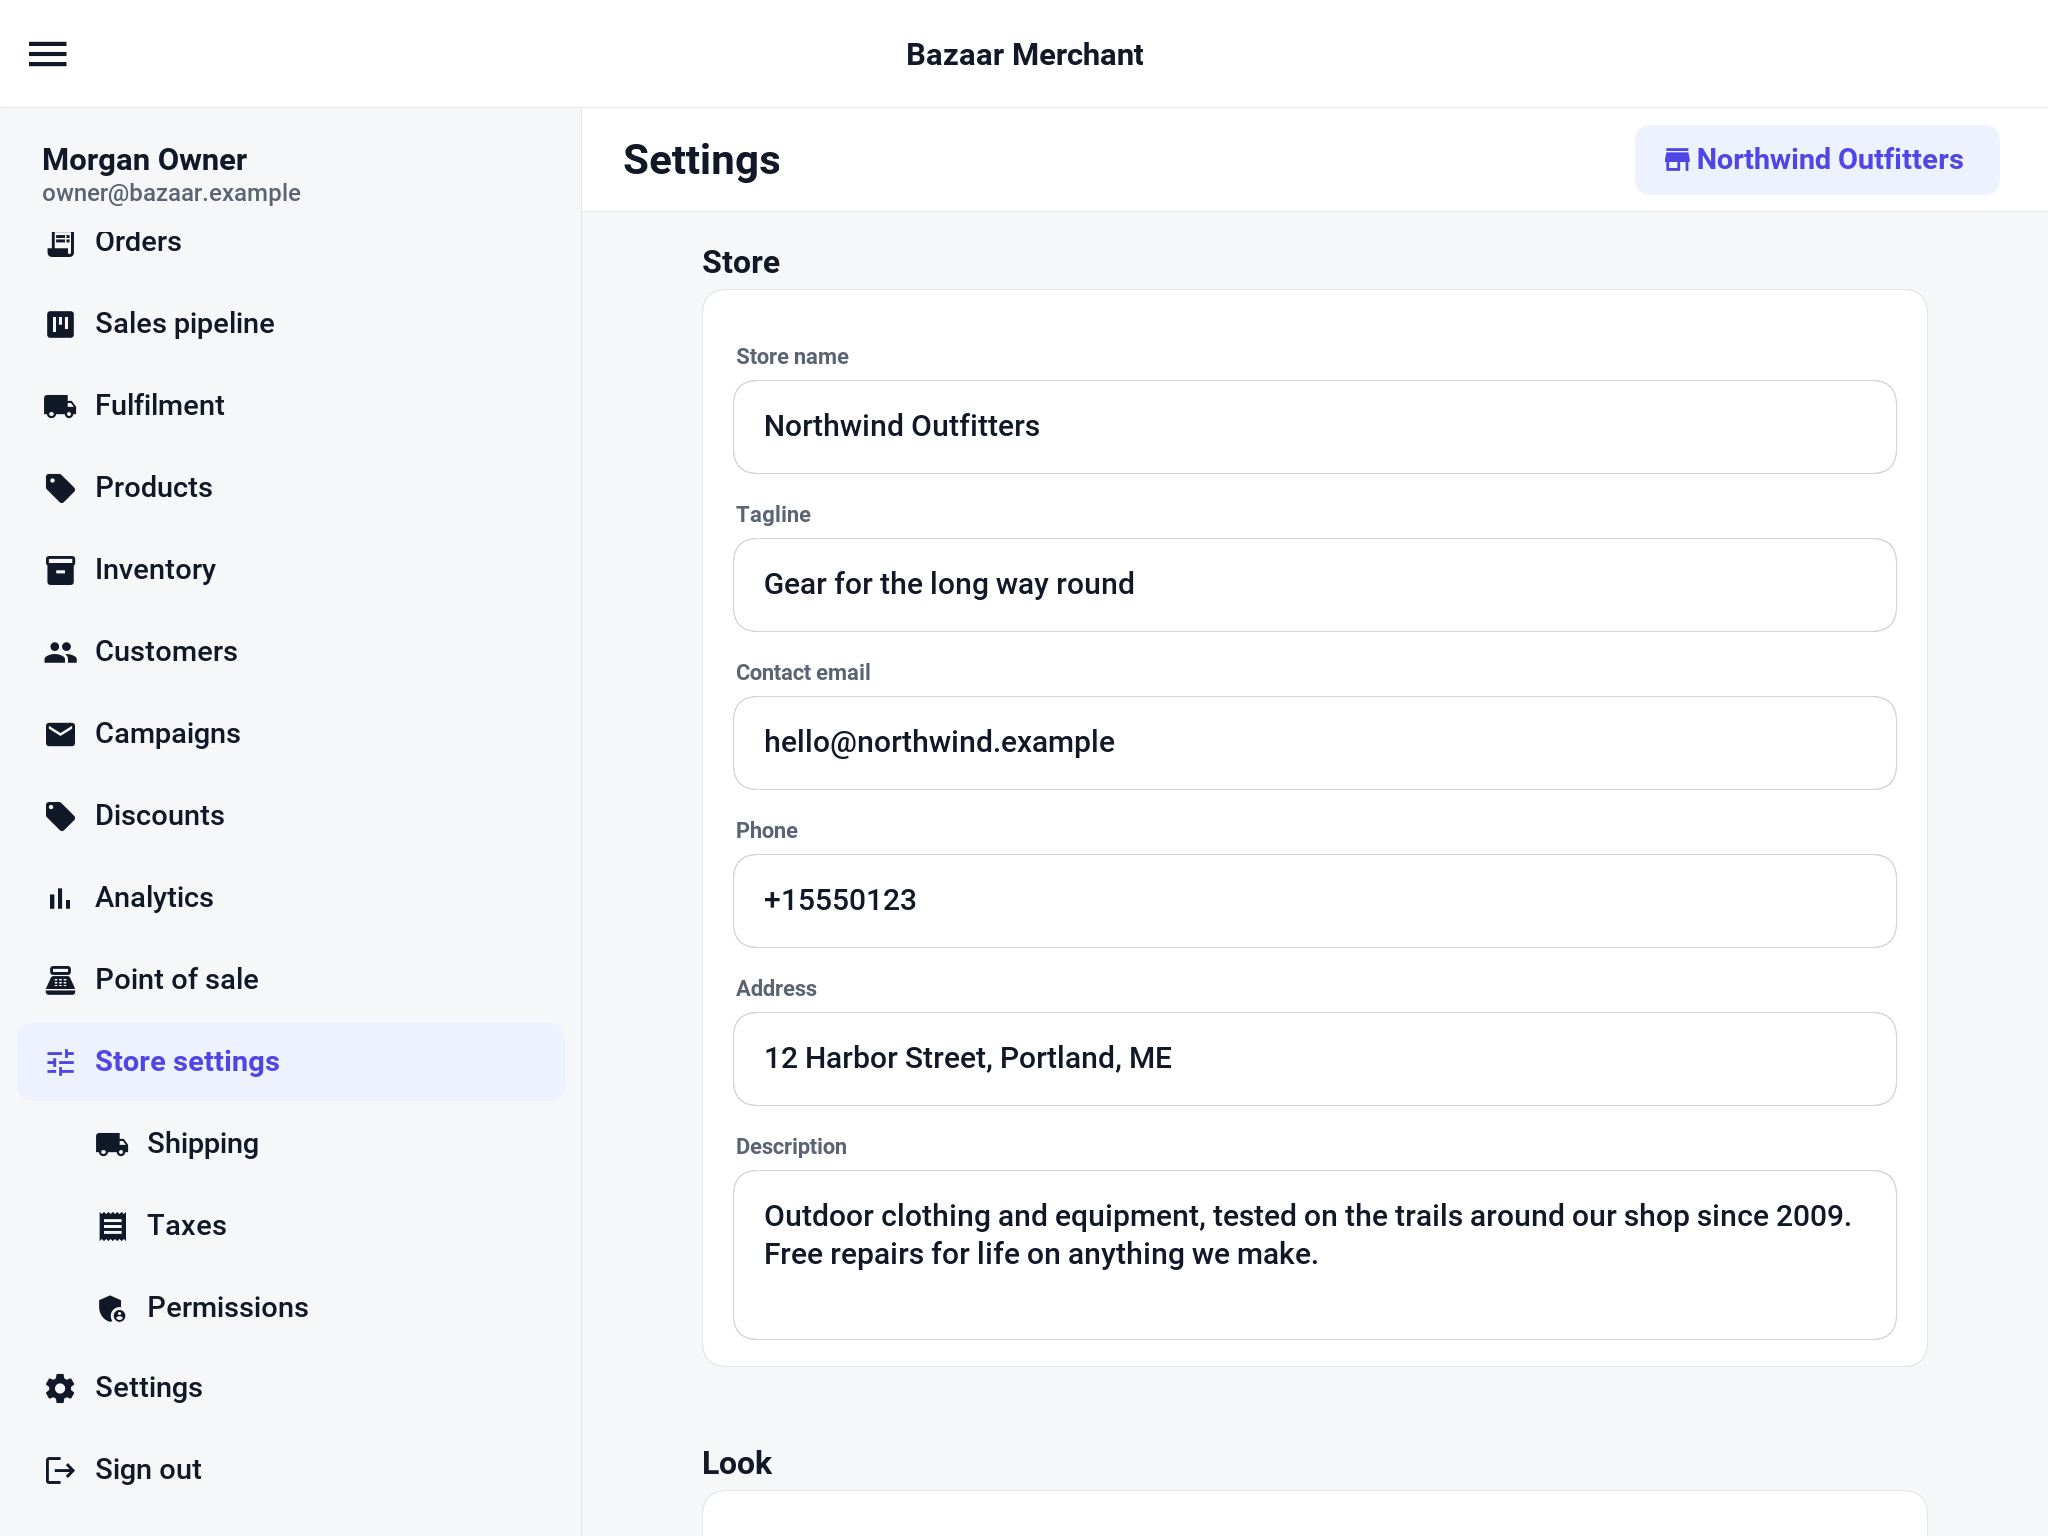 Bazaar Merchant
Morgan Owner
owner@bazaar.example
Orders
Sales pipeline
Fulfilment
Products
Inventory
Customers
Campaigns
Discounts
Analytics
Point of sale
Store settings
Shipping
Taxes
Permissions
Settings
Sign out
Settings
Northwind Outfitters
Store
Store name
Northwind Outfitters
Tagline
Gear for the long way round
Contact email
hello@northwind.example
Phone
+15550123
Address
12 Harbor Street, Portland, ME
Description
Outdoor clothing and equipment, tested on the trails around our shop since 2009.
Free repairs for life on anything we make.
Look